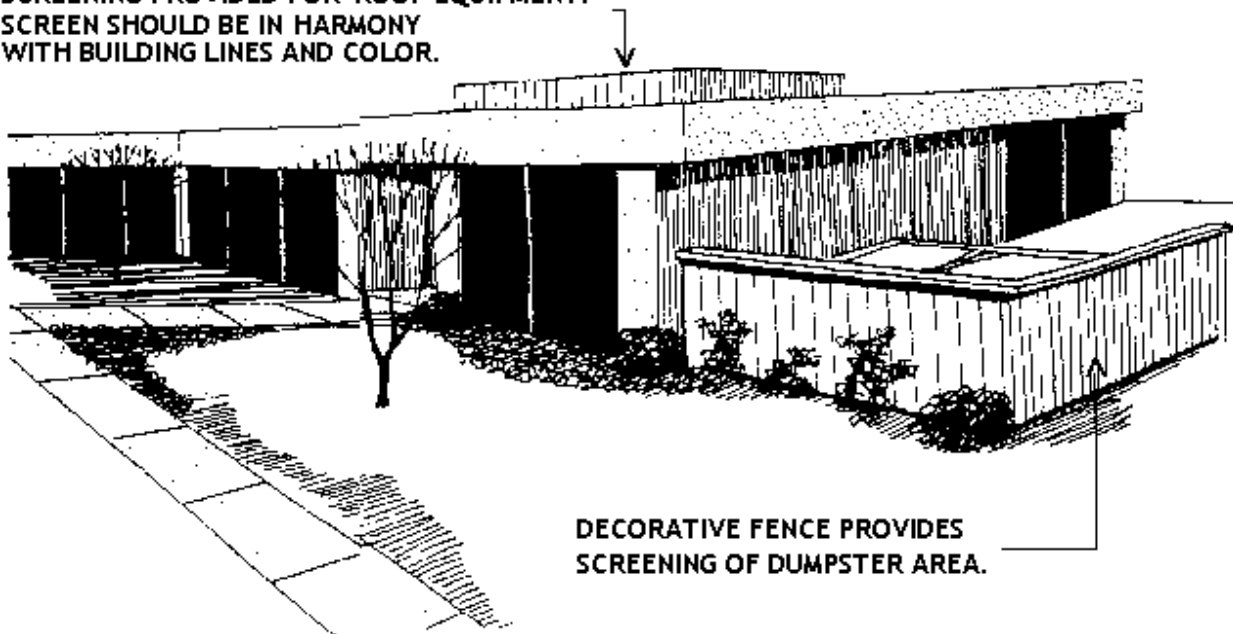 SCREENING PROVIDED FOR ROOF EQUIPMENT.
SCREEN SHOULD BE IN HARMONY
WITH BUILDING LINES AND COLOR.
DECORATIVE FENCE PROVIDES
SCREENING OF DUMPSTER AREA.